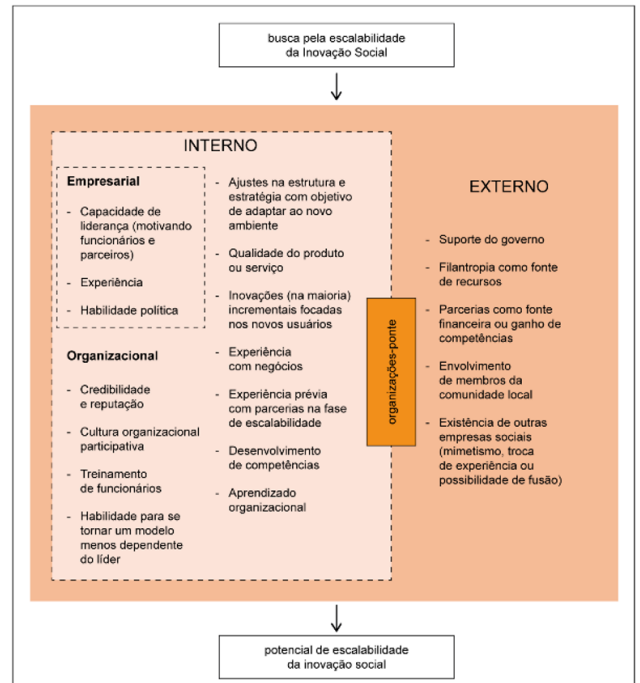 busca pela escalabilidade
da Inovação Social
INTERNO
Empresarial
- Capacidade de
liderança (motivando
funcionários e
parceiros)
- Experiência
- Habilidade política
Organizacional
- Credibilidade
e reputação
- Cultura organizacional
participativa
- Treinamento
de funcionários
- Habilidade para se
tornar um modelo
menos dependente
do líder
- Ajustes na estrutura e
estratégia com objetivo
de adaptar ao novo
ambiente
- Qualidade do produto
ou serviço
- Inovações (na maioria)
incrementais focadas
nos novos usuários
- Experiência
com negócios
- Experiência prévia
com parcerias na fase
de escalabilidade
- Desenvolvimento
de competências
- Aprendizado
organizacional
organizações-ponte
EXTERNO
- Suporte do governo
- Filantropia como fonte
de recursos
- Parcerias como fonte
financeira ou ganho de
competências
- Envolvimento
de membros da
comunidade local
- Existência de outras
empresas sociais
(mimetismo, troca
de experiência ou
possibilidade de fusão)
potencial de escalabilidade
da inovação social